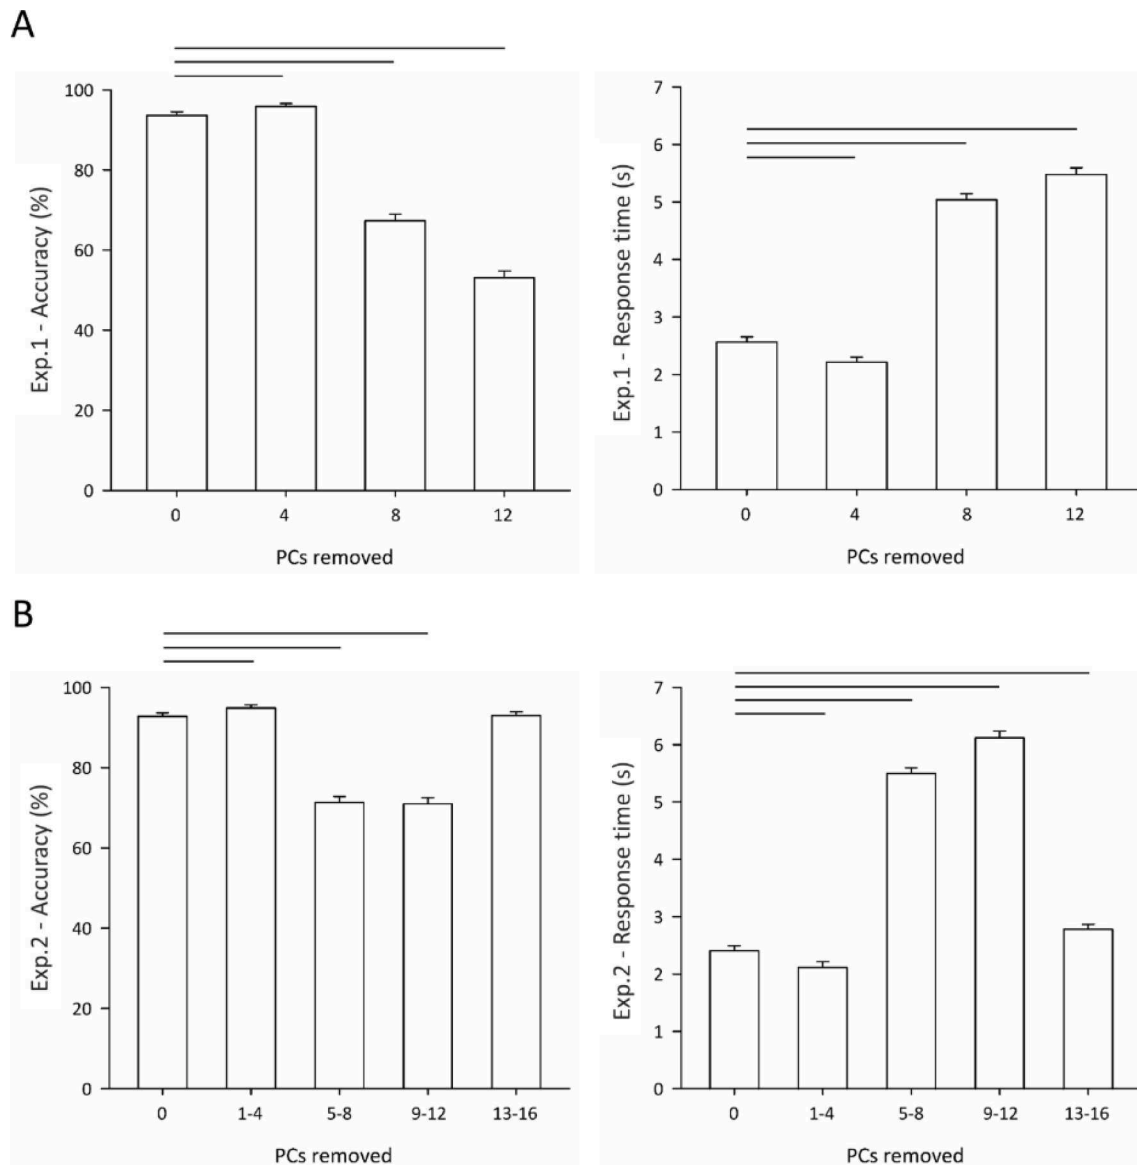 A
Exp.1 - Accuracy (%)
100
80
60
40
20
0
0 4 8 12
PCs removed
Exp.1 - Response time (s)
7
6
5
4
3
2
1
0
0 4 8 12
PCs removed
B
Exp.2 - Accuracy (%)
100
80
60
40
20
0
0 1-4 5-8 9-12 13-16
PCs removed
Exp.2 - Response time (s)
7
6
5
4
3
2
1
0
0 1-4 5-8 9-12 13-16
PCs removed